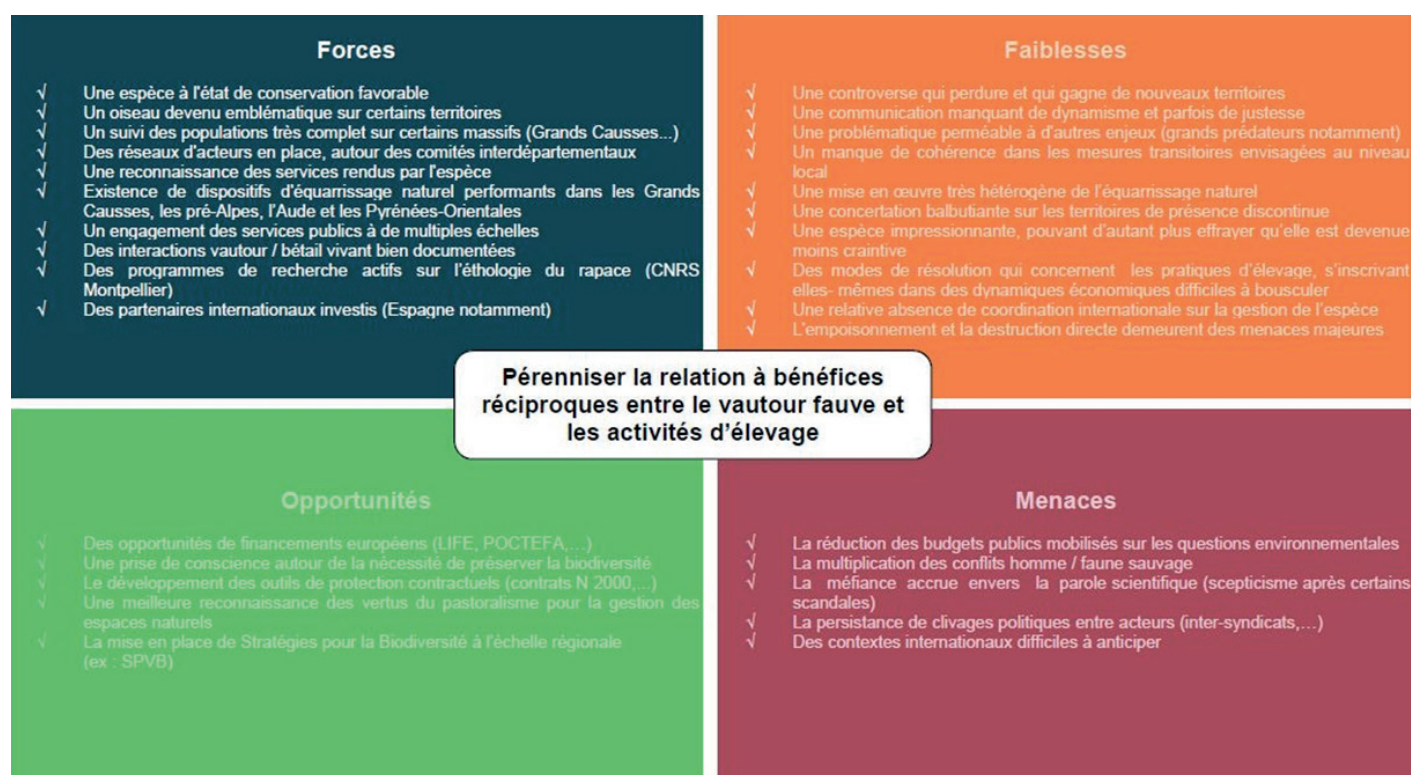 Forces
√ Une espèce à l'état de conservation favorable
√ Un oiseau devenu emblématique sur certains territoires
√ Un suivi des populations très complet sur certains massifs (Grands Causses...)
√ Des réseaux d'acteurs en place, autour des comités interdépartementaux
√ Une reconnaissance des services rendus par l'espèce
√ Existence de dispositifs d'équarrissage naturel performants dans les Grands
Causses, les pré-Alpes, l'Aude et les Pyrénées-Orientales
√ Un engagement des services publics à de multiples échelles
√ Des interactions vautour / bétail vivant bien documentées
√ Des programmes de recherche actifs sur l'éthologie du rapace (CNRS
Montpellier)
√ Des partenaires internationaux investis (Espagne notamment)
Faiblesses
√ Une controverse qui perdure et qui gagne de nouveaux territoires
√ Une communication manquant de dynamisme et parfois de justesse
√ Une problématique perméable à d'autres enjeux (grands prédateurs notamment)
√ Un manque de cohérence dans les mesures transitoires envisagées au niveau
local
√ Une mise en œuvre très hétérogène de l'équarrissage naturel
√ Une concertation balbutiante sur les territoires de présence discontinue
√ Une espèce impressionnante, pouvant d'autant plus effrayer qu'elle est devenue
moins craintive
√ Des modes de résolution qui concernent les pratiques d'élevage, s'inscrivant
elles- mêmes dans des dynamiques économiques difficiles à bousculer
√ Une relative absence de coordination internationale sur la gestion de l'espèce
√ L'empoisonnement et la destruction directe demeurent des menaces majeures
Pérenniser la relation à bénéfices
réciproques entre le vautour fauve et
les activités d'élevage
Opportunités
√ Des opportunités de financements européens (LIFE, POCTEFA,...)
√ Une prise de conscience autour de la nécessité de préserver la biodiversité
√ Le développement des outils de protection contractuels (contrats N 2000,...)
√ Une meilleure reconnaissance des vertus du pastoralisme pour la gestion des
espaces naturels
√ La mise en place de Stratégies pour la Biodiversité à l'échelle régionale
(ex : SPVB)
Menaces
√ La réduction des budgets publics mobilisés sur les questions environnementales
√ La multiplication des conflits homme / faune sauvage
√ La méfiance accrue envers la parole scientifique (scepticisme après certains
scandales)
√ La persistance de clivages politiques entre acteurs (inter-syndicats,...)
√ Des contextes internationaux difficiles à anticiper